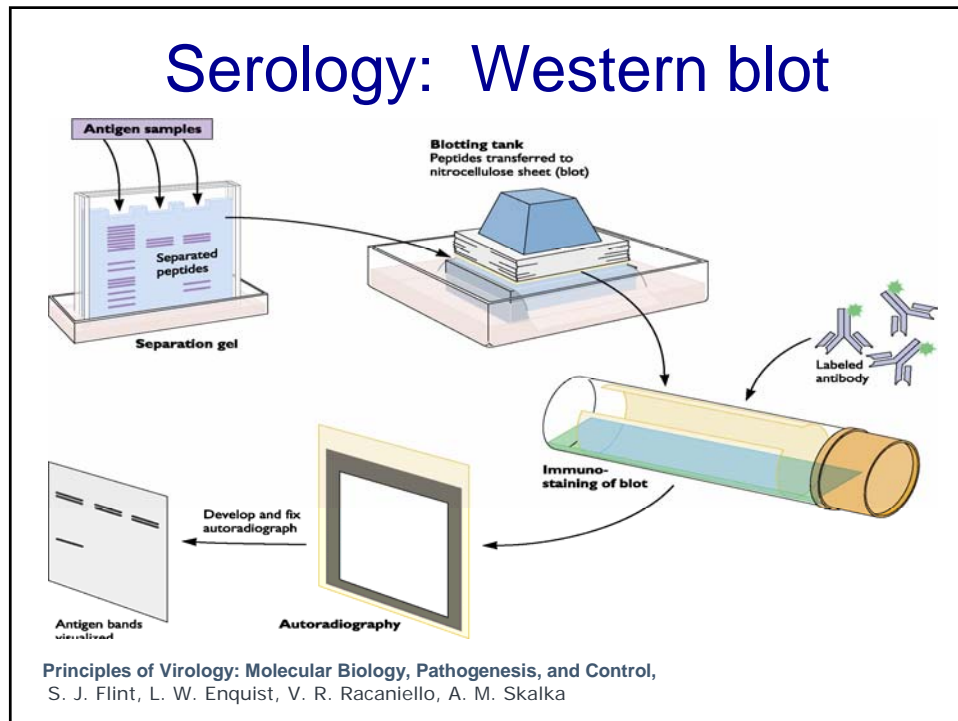 Serology: Western blot
Antigen samples
Blotting tank
Peptides transferred to
nitrocellulose sheet (blot)
Separated
peptides
Separation gel
Labeled
antibody
Immuno-
staining of blot
Develop and fix
autoradiograph
Antigen bands
visualized
Autoradiography
Principles of Virology: Molecular Biology, Pathogenesis, and Control,
S. J. Flint, L. W. Enquist, V. R. Racaniello, A. M. Skalka